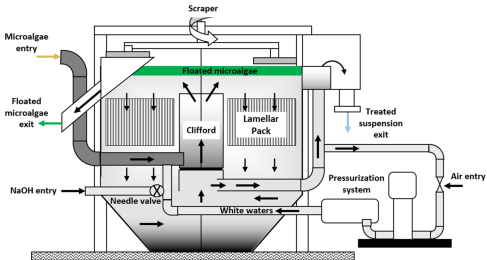 Scraper
Microalgae
entry
Floated microalgae
Floated
microalgae
exit
Clifford
Lamellar
Pack
Treated
suspension
exit
NaOH entry
Needle valve
Pressurization
system
Air entry
White waters